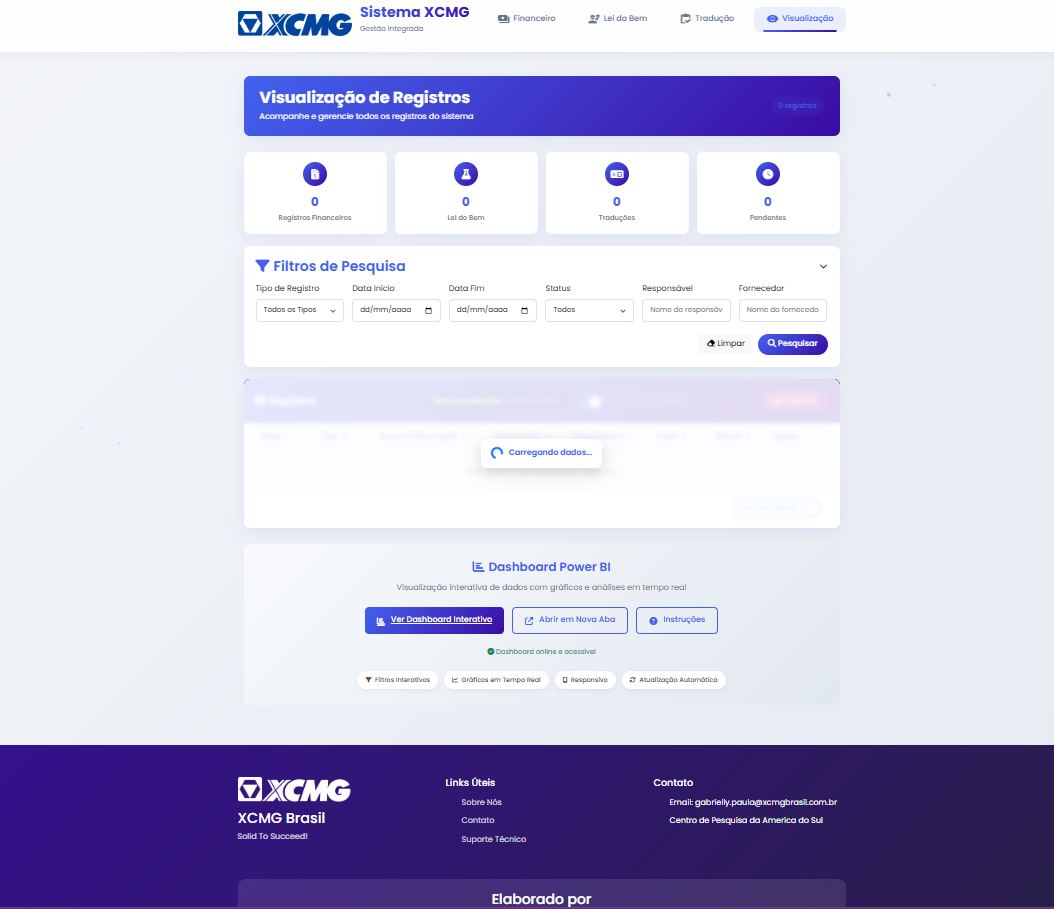 XCMG
Sistema XCMG
Gestão Integrada
Financeiro
Lei do Bem
Tradução
Visualização
Visualização de Registros
Acompanhe e gerencie todos os registros do sistema
0 registros
0
Registros Financeiros
0
Lei do Bem
0
Traduções
0
Pendentes
Filtros de Pesquisa
Tipo de Registro
Data Início
Data Fim
Status
Responsável
Fornecedor
Todos os Tipos
dd/mm/aaaa
dd/mm/aaaa
Todos
Nome do responsáv
Nome do fornecedo
Limpar
Pesquisar
Registros
Carregando dados...
Dashboard Power BI
Visualização interativa de dados com gráficos e análises em tempo real
Ver Dashboard Interativo
Abrir em Nova Aba
Instruções
Dashboard online e acessível
Filtros Interativos
Gráficos em Tempo Real
Responsivo
Atualização Automática
XCMG
XCMG Brasil
Solid To Succeed!
Links Úteis
Sobre Nós
Contato
Suporte Técnico
Contato
Email: gabrielly.paula@xcmgbrasil.com.br
Centro de Pesquisa da America do Sul
Elaborado por